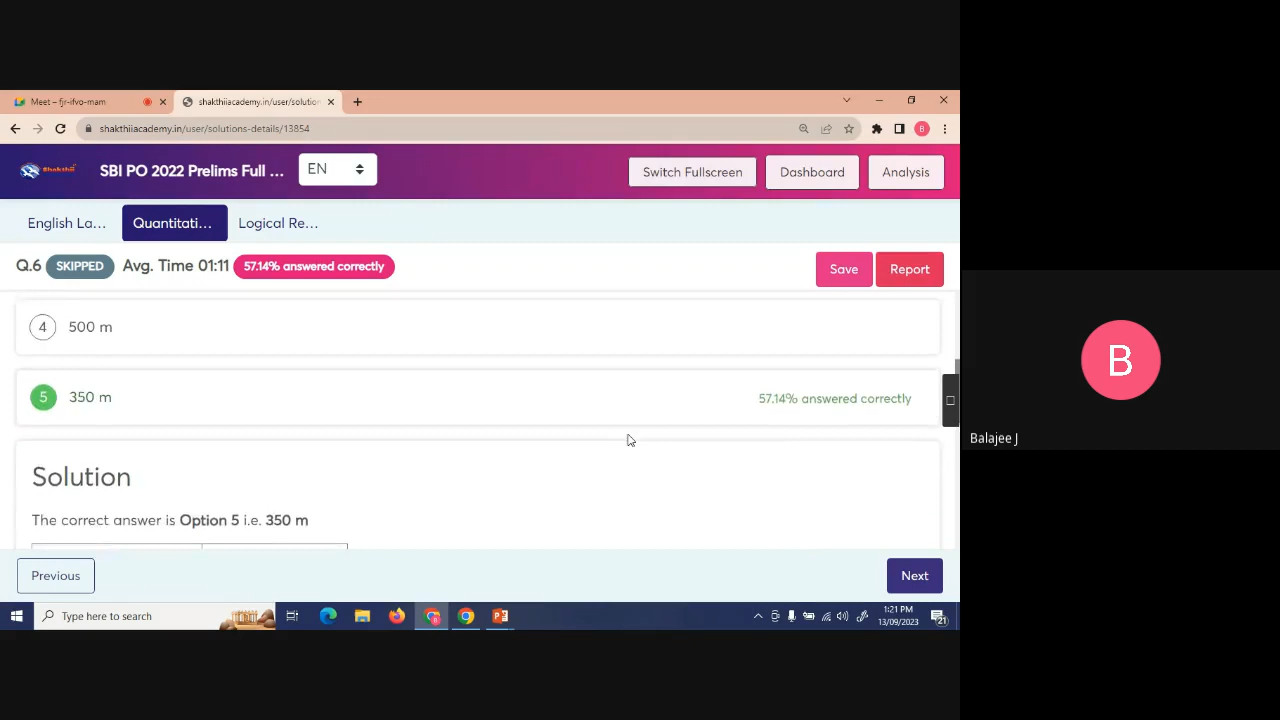 Meet – fjr-ifvo-mam
shakthiiacademy.in/user/solution
shakthiiacademy.in/user/solutions-details/13854
B
Shakthii
SBI PO 2022 Prelims Full ...
EN
Switch Fullscreen
Dashboard
Analysis
English La...
Quantitati...
Logical Re...
Q.6 SKIPPED Avg. Time 01:11 57.14% answered correctly
Save
Report
4 500 m
5 350 m
57.14% answered correctly
Solution
The correct answer is Option 5 i.e. 350 m
Previous
Next
Type here to search
1:21 PM
13/09/2023
21
B
Balajee J